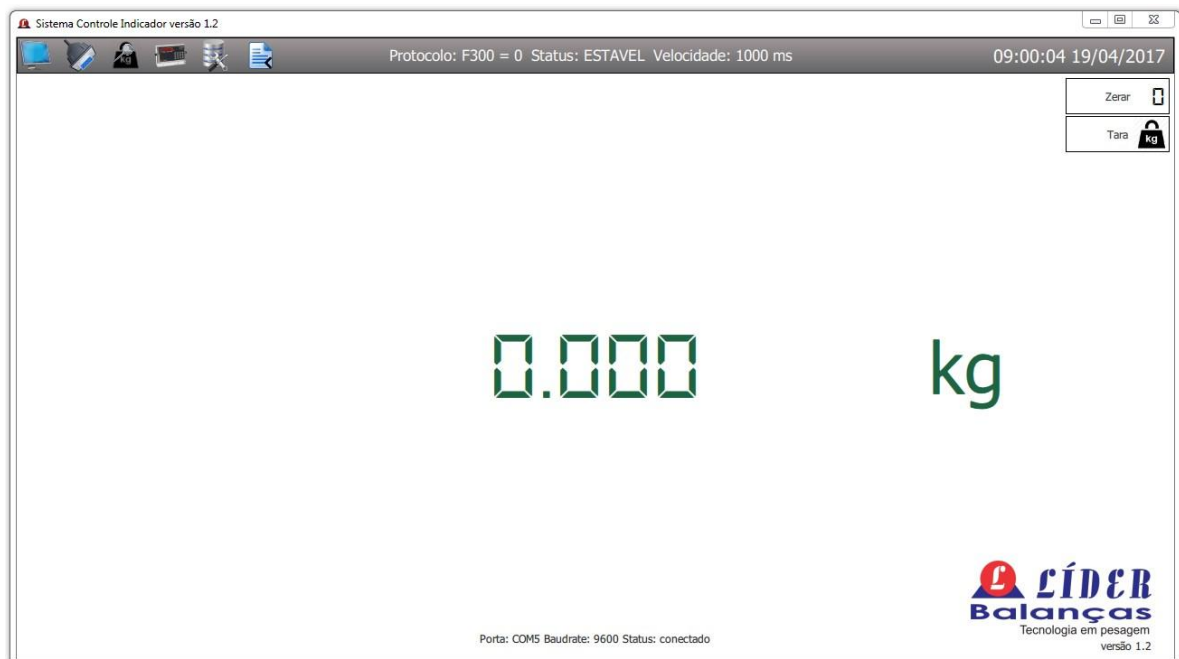 Sistema Controle Indicador versão 1.2
Protocolo: F300 = 0 Status: ESTAVEL Velocidade: 1000 ms
09:00:04 19/04/2017
Zerar 0
Tara kg
0.000 kg
L LÍDER
Balanças
Tecnologia em pesagem
versão 1.2
Porta: COM5 Baudrate: 9600 Status: conectado